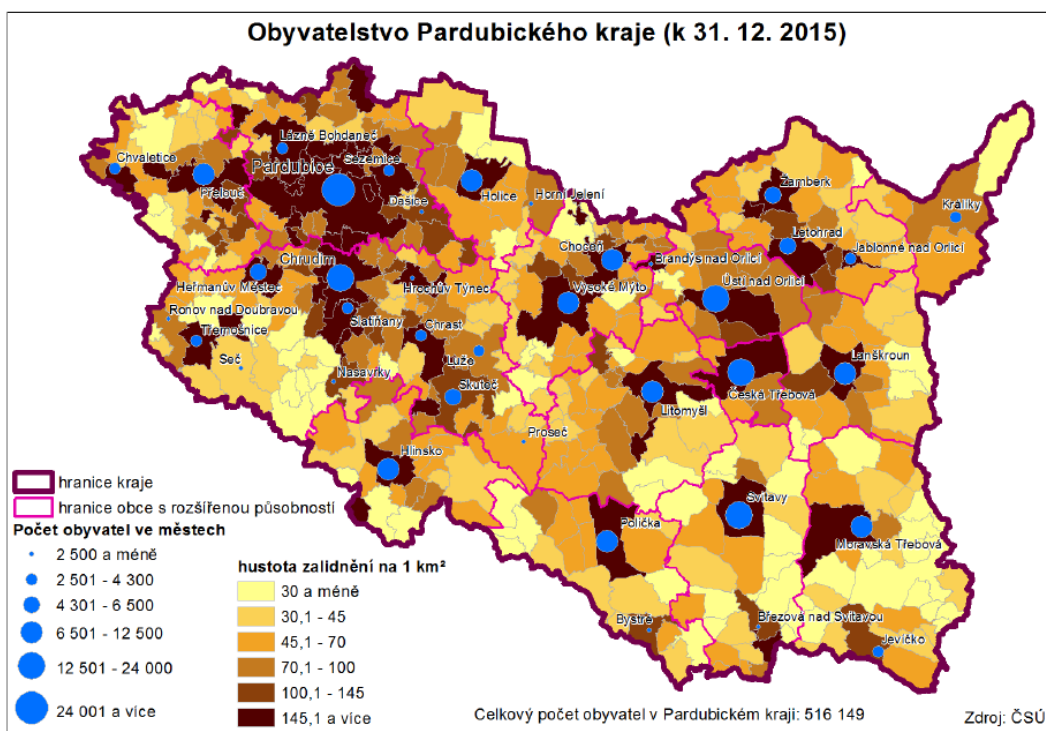 Obyvatelstvo Pardubického kraje (k 31. 12. 2015)
Lázně Bohdaneč
Chvaletice
Pardubice
Sezemice
Přelouč
Holice
Horní Jelení
Dašice
Žamberk
Králíky
Letohrad
Jablonné nad Orlicí
Choceň
Brandýs nad Orlicí
Chrudim
Heřmanův Městec
Hrochův Týnec
Vysoké Mýto
Ústí nad Orlicí
Ronov nad Doubravou
Třemošnice
Slatiňany
Chrast
Luže
Seč
Nasavrky
Skuteč
Litomyšl
Česká Třebová
Lanškroun
Proseč
Hlinsko
Polička
Svitavy
Moravská Třebová
Bystré
Březová nad Svitavou
Jevíčko
hranice kraje
hranice obce s rozšířenou působností
Počet obyvatel ve městech
2 500 a méně
2 501 - 4 300
4 301 - 6 500
6 501 - 12 500
12 501 - 24 000
24 001 a více
hustota zalidnění na 1 km²
30 a méně
30,1 - 45
45,1 - 70
70,1 - 100
100,1 - 145
145,1 a více
Celkový počet obyvatel v Pardubickém kraji: 516 149
Zdroj: ČSÚ